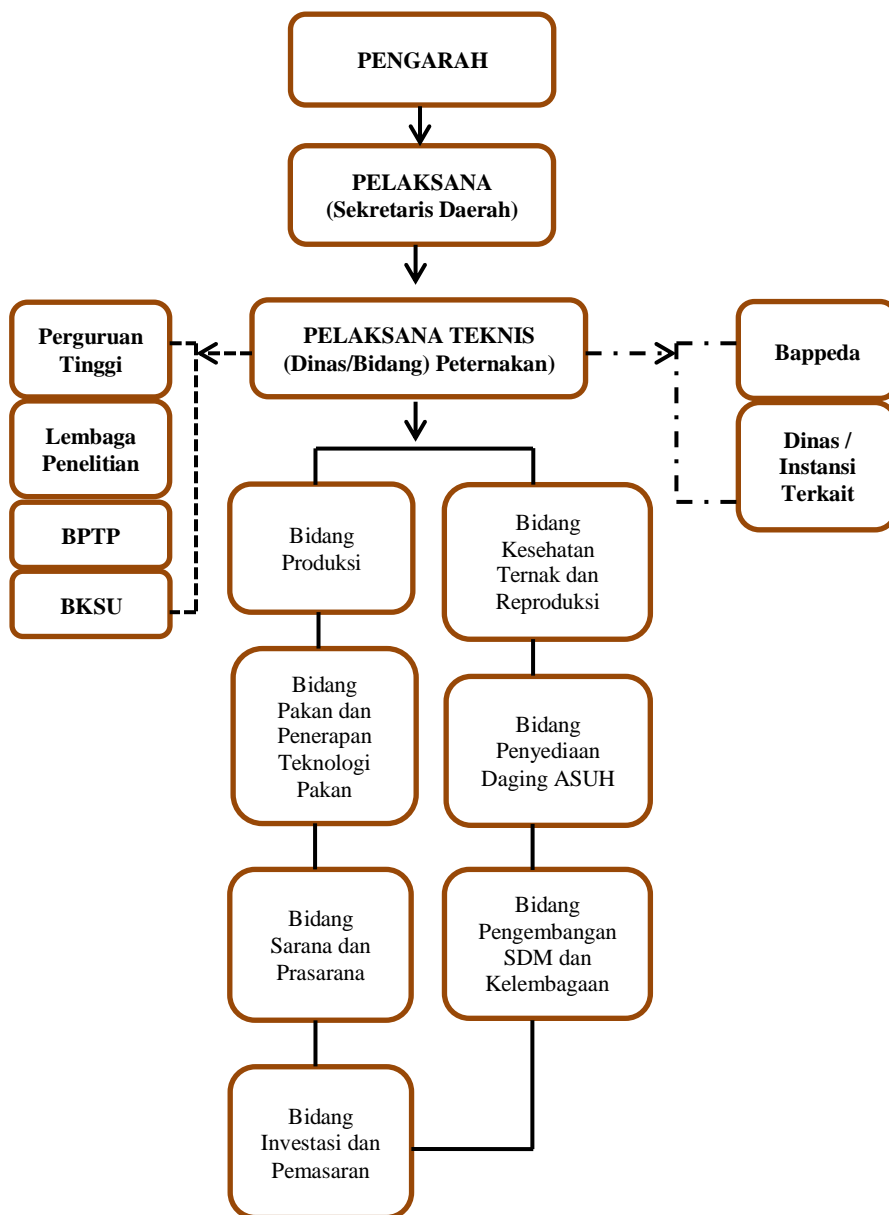 PENGARAH
PELAKSANA
(Sekretaris Daerah)
PELAKSANA TEKNIS
(Dinas/Bidang) Peternakan)
Perguruan
Tinggi
Lembaga
Penelitian
BPTP
BKSU
Bappeda
Dinas /
Instansi
Terkait
Bidang
Produksi
Bidang
Kesehatan
Ternak dan
Reproduksi
Bidang
Pakan dan
Penerapan
Teknologi
Pakan
Bidang
Penyediaan
Daging ASUH
Bidang
Sarana dan
Prasarana
Bidang
Pengembangan
SDM dan
Kelembagaan
Bidang
Investasi dan
Pemasaran